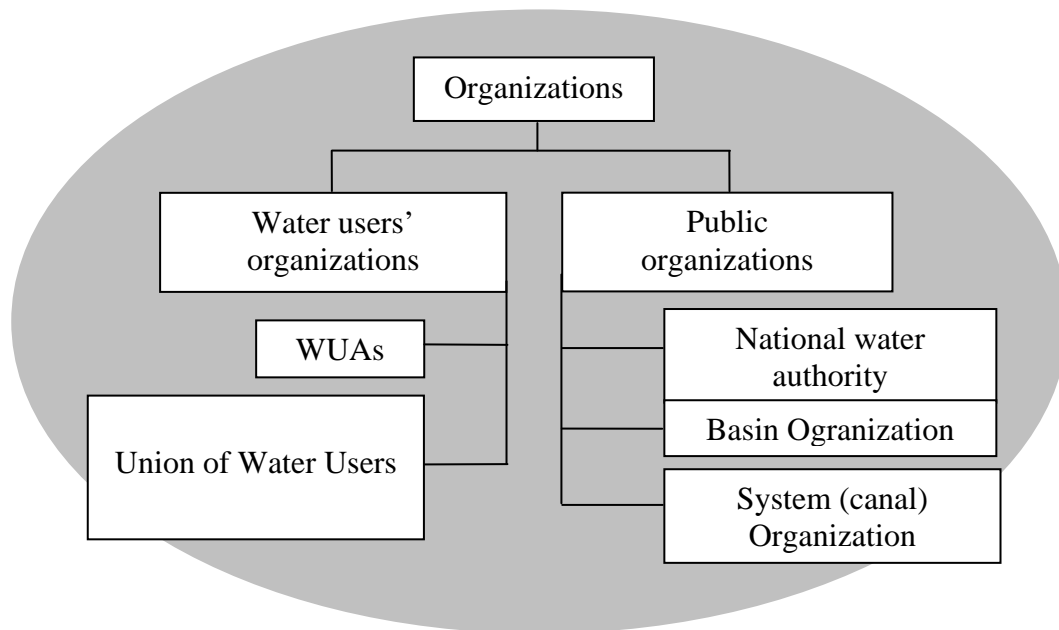 Organizations
Water users’
organizations
Public
organizations
WUAs
Union of Water Users
National water
authority
Basin Ogranization
System (canal)
Organization